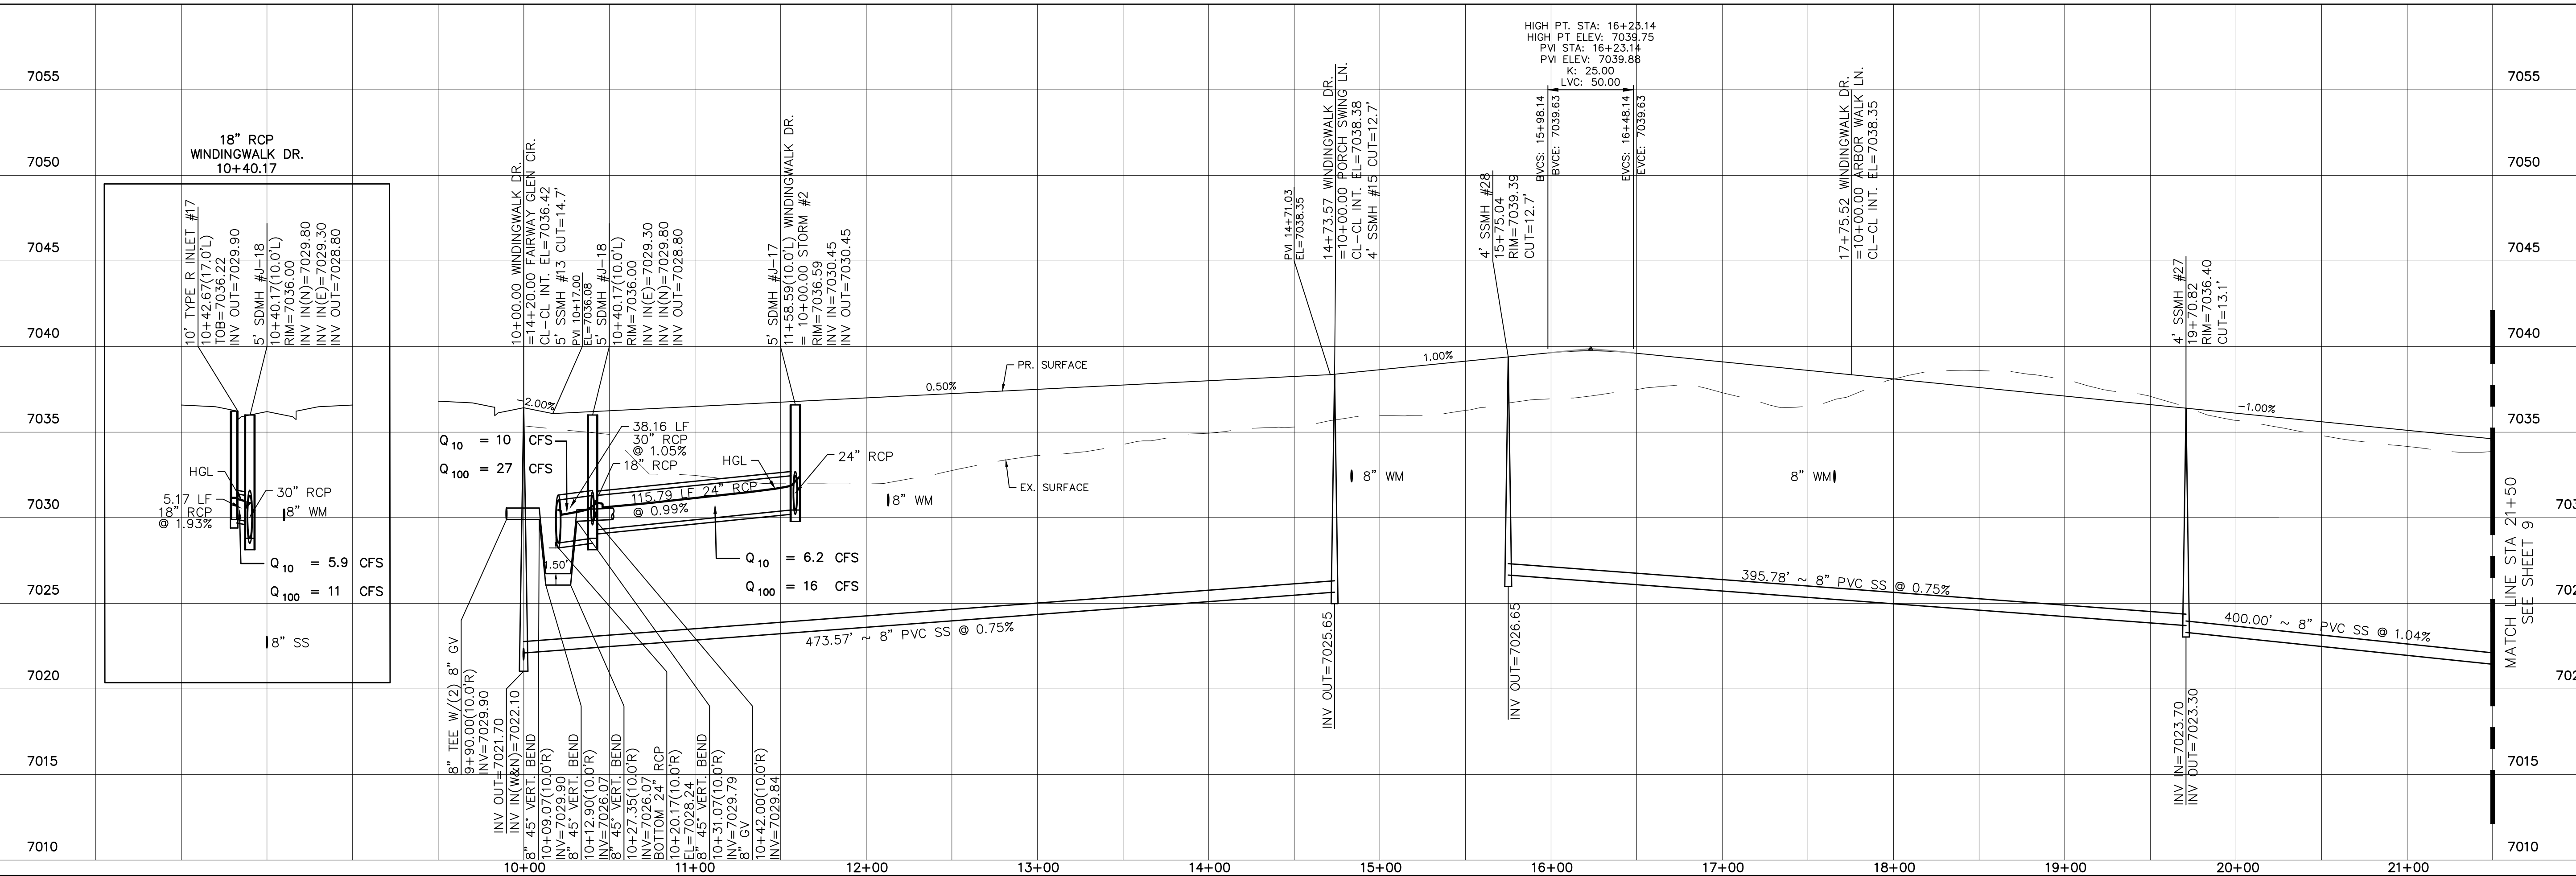 HIGH PT. STA: 16+23.14
HIGH PT ELEV: 7039.75
PVI STA: 16+23.14
PVI ELEV: 7039.88
K: 25.00
LVC: 50.00
BVCS: 15+98.14
BVCE: 7039.63
EVCS: 16+48.14
EVCE: 7039.63
7055
7050
7045
7040
7035
7030
7025
7020
7015
7010
18" RCP
WINDINGWALK DR.
10+40.17
10' TYPE R INLET #17
10+42.67(17.0'L)
TOB=7036.22
INV OUT=7029.90
5' SDMH #J-18
10+40.17(10.0'L)
RIM=7036.00
INV IN(N)=7029.80
INV IN(E)=7029.30
INV OUT=7028.80
HGL
5.17 LF
18" RCP
@ 1.93%
30" RCP
8" WM
Q10 = 5.9 CFS
Q100 = 11 CFS
8" SS
10+00.00 WINDINGWALK DR.
=14+20.00 FAIRWAY GLEN CIR.
CL-CL INT. EL=7036.42
5' SSMH #13 CUT=14.7'
PVI 10+17.00
EL=7036.08
5' SDMH #J-18
10+40.17(10.0'L)
RIM=7036.00
INV IN(E)=7029.30
INV IN(N)=7029.80
INV OUT=7028.80
5' SDMH #J-17
11+58.59(10.0'L) WINDINGWALK DR.
= 10+00.00 STORM #2
RIM=7036.59
INV IN=7030.45
INV OUT=7030.45
PVI 14+71.03
EL=7038.35
14+73.57 WINDINGWALK DR.
=10+00.00 PORCH SWING LN.
CL-CL INT. EL=7038.38
4' SSMH #15 CUT=12.7'
4' SSMH #28
15+75.04
RIM=7039.39
CUT=12.7'
17+75.52 WINDINGWALK DR.
=10+00.00 ARBOR WALK LN.
CL-CL INT. EL=7038.35
4' SSMH #27
19+70.82
RIM=7036.40
CUT=13.1'
-2.00%
0.50%
PR. SURFACE
1.00%
-1.00%
Q10 = 10 CFS
Q100 = 27 CFS
38.16 LF
30" RCP
@ 1.05%
18" RCP
HGL
24" RCP
115.79 LF 24" RCP
@ 0.99%
EX. SURFACE
8" WM
8" WM
8" WM
1.50'
Q10 = 6.2 CFS
Q100 = 16 CFS
473.57' ~ 8" PVC SS @ 0.75%
395.78' ~ 8" PVC SS @ 0.75%
400.00' ~ 8" PVC SS @ 1.04%
8" TEE W/(2) 8" GV
9+90.00(10.0'R)
INV=7029.90
INV OUT=7021.70
INV IN(W&N)=7022.10
8" 45° VERT. BEND
10+09.07(10.0'R)
INV=7029.90
8" 45° VERT. BEND
10+12.90(10.0'R)
INV=7026.07
8" 45° VERT. BEND
10+27.35(10.0'R)
INV=7026.07
BOTTOM 24" RCP
10+20.17(10.0'R)
EL=7028.24
8" 45° VERT. BEND
10+31.07(10.0'R)
INV=7029.79
8" GV
10+42.00(10.0'R)
INV=7029.84
INV OUT=7025.65
INV OUT=7026.65
INV IN=7023.70
INV OUT=7023.30
MATCH LINE STA 21+50
SEE SHEET 9
7055
7050
7045
7040
7035
703
702
702
7015
7010
10+00
11+00
12+00
13+00
14+00
15+00
16+00
17+00
18+00
19+00
20+00
21+00